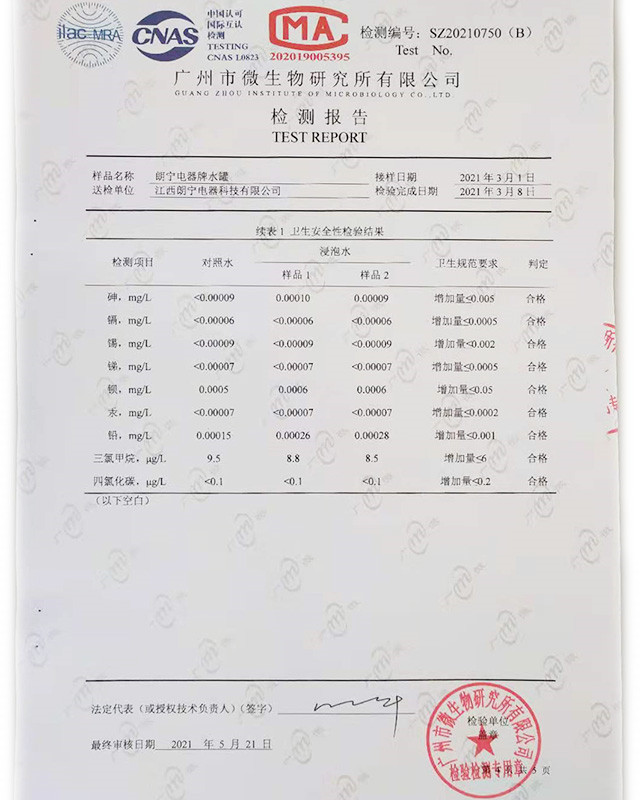 ilac-MRA
CNAS
中国认可
国际互认
检测
TESTING
CNAS L0823
MA
202019005395
检测编号：SZ20210750（B）
Test No.
广州市微生物研究所有限公司
GUANG ZHOU INSTITUTE OF MICROBIOLOGY CO.,LTD.
检测报告
TEST REPORT
样品名称 朗宁电器牌水罐 接样日期 2021年3月1日
送检单位 江西朗宁电器科技有限公司 检验完成日期 2021年3月8日
续表1 卫生安全性检验结果
检测项目 对照水 浸泡水 卫生规范要求 判定
样品1 样品2
砷，mg/L <0.00009 0.00010 0.00009 增加量≤0.005 合格
镉，mg/L <0.00006 <0.00006 <0.00006 增加量≤0.0005 合格
锡，mg/L <0.00009 <0.00009 <0.00009 增加量<0.002 合格
锑，mg/L <0.00007 <0.00007 <0.00007 增加量≤0.0005 合格
钡，mg/L 0.0005 0.0006 0.0006 增加量≤0.05 合格
汞，mg/L <0.00007 <0.00007 <0.00007 增加量≤0.0002 合格
铅，mg/L 0.00015 0.00026 0.00028 增加量≤0.001 合格
三氯甲烷，μg/L 9.5 8.8 8.5 增加量≤6 合格
四氯化碳，μg/L <0.1 <0.1 <0.1 增加量<0.2 合格
（以下空白）
法定代表（或授权技术负责人）（签字）
检验单位
盖章
最终审核日期 2021 年 5 月 21 日
广州市微生物研究所有限公司
检验检测专用章
共 5 页